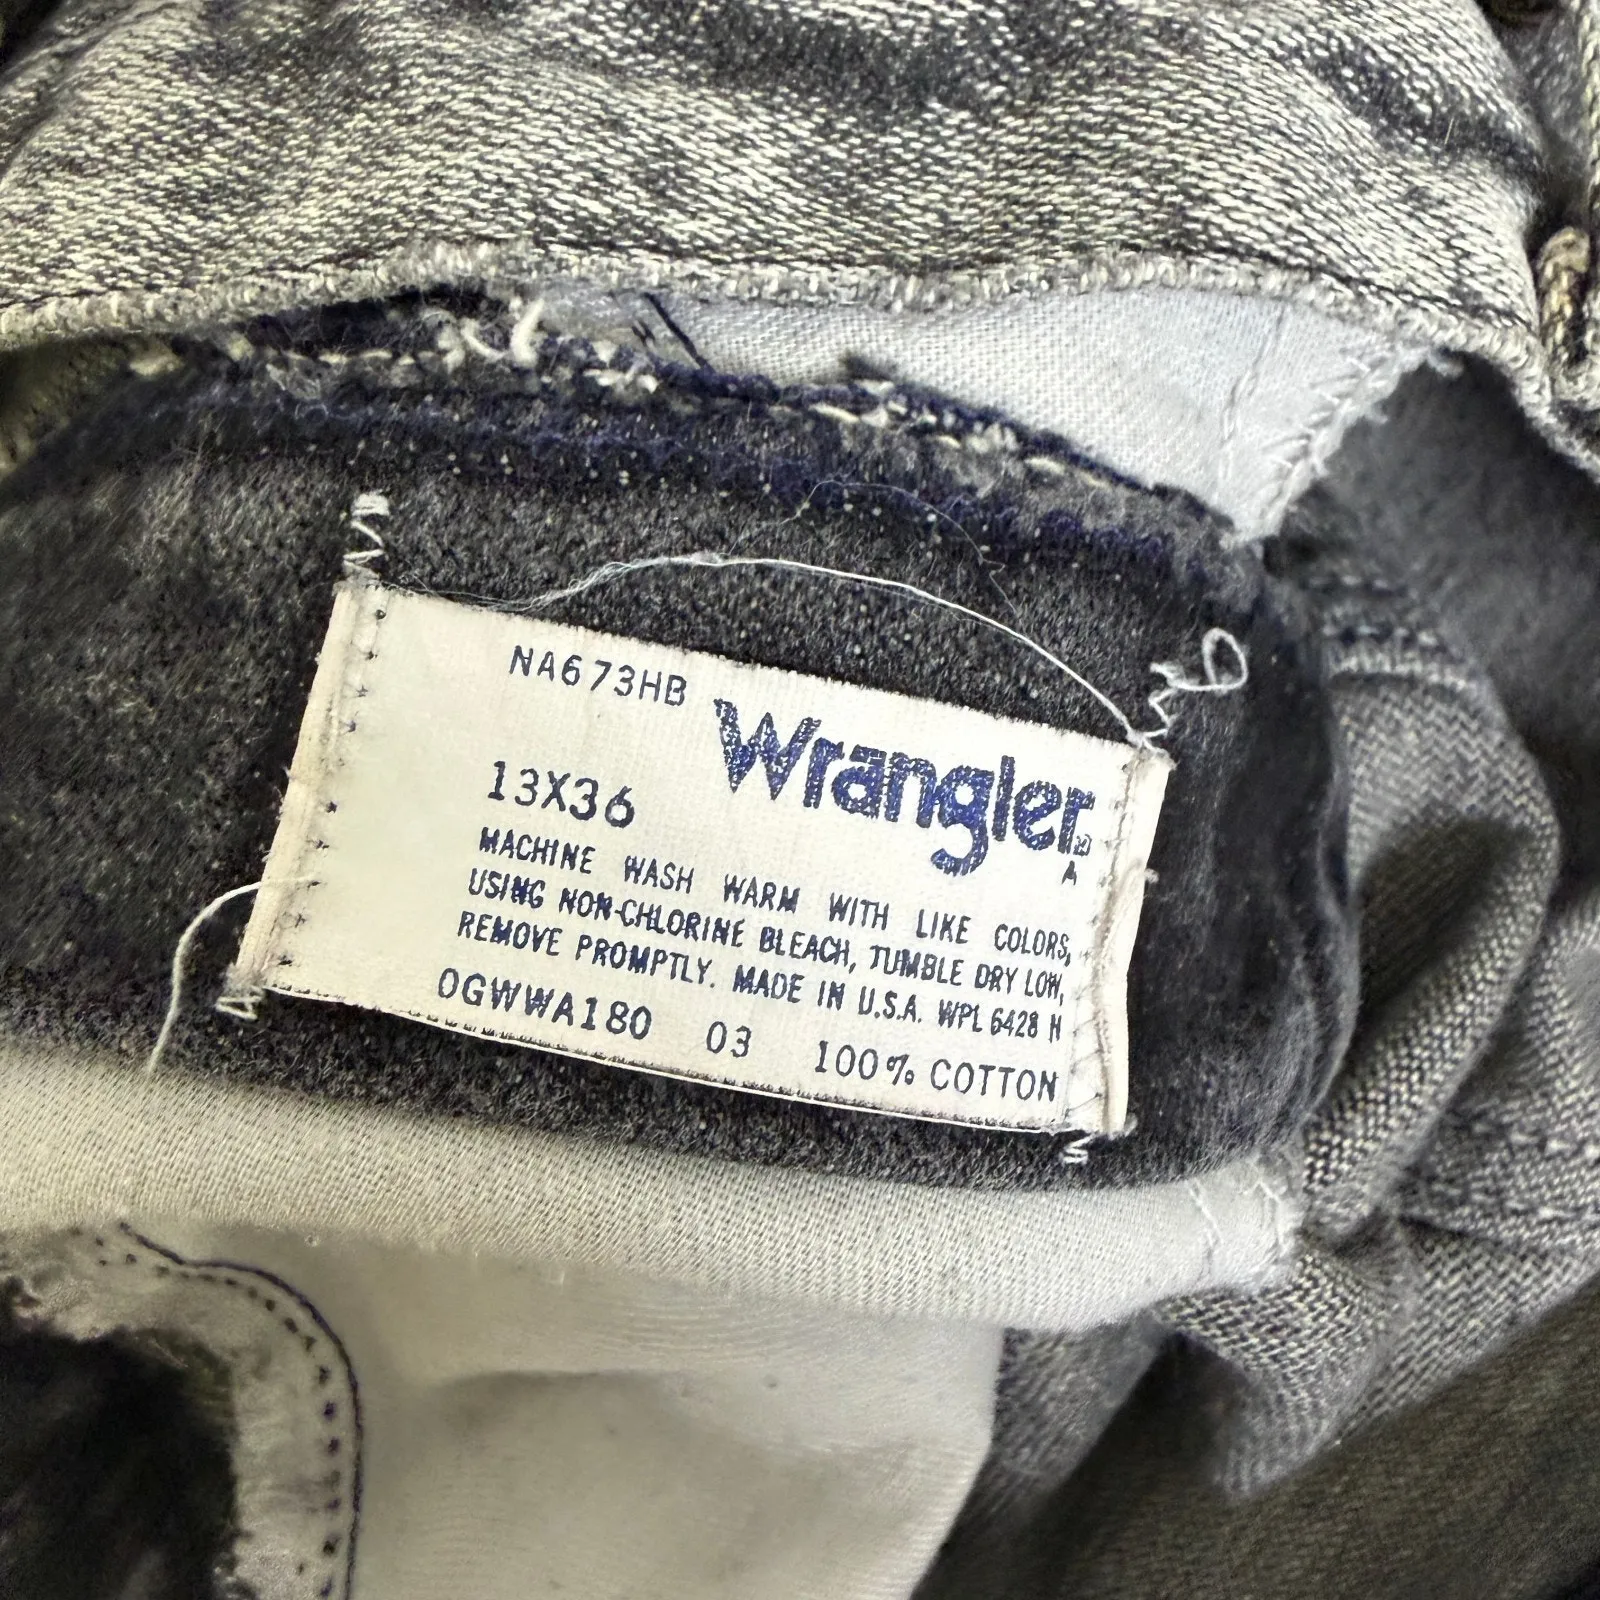 NA673HB
Wrangler®
A
13X36
MACHINE WASH WARM WITH LIKE COLORS,
USING NON-CHLORINE BLEACH, TUMBLE DRY LOW,
REMOVE PROMPTLY. MADE IN U.S.A. WPL 6428 H
0GWWA180 03 100% COTTON